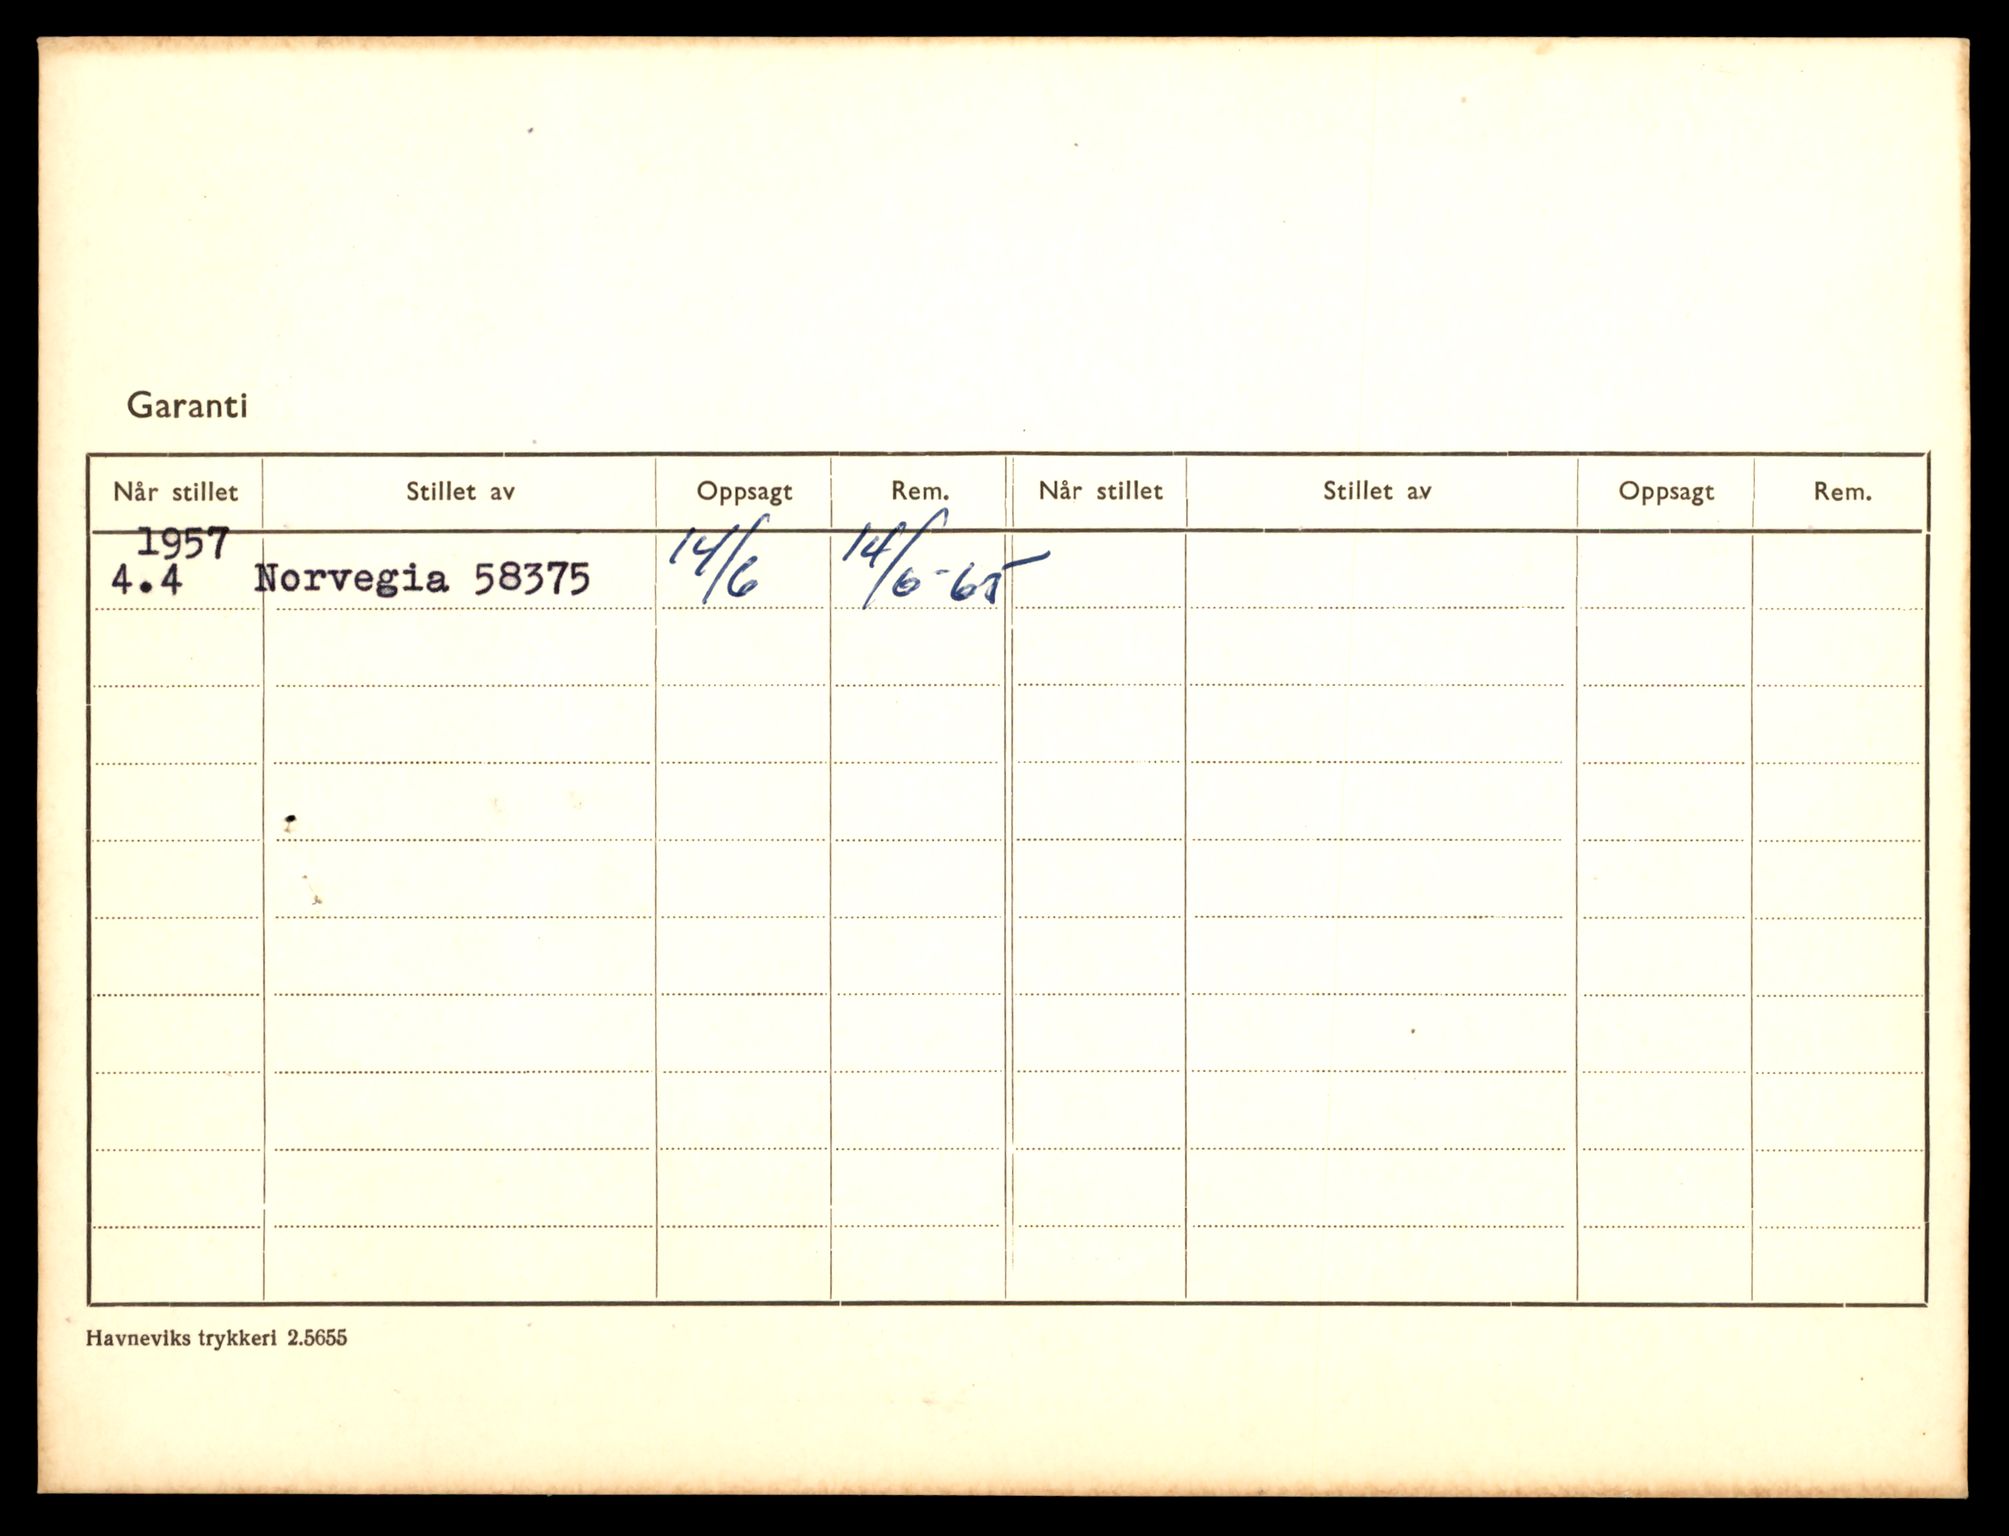 Garanti
Når stillet Stillet av Oppsagt Rem. Når stillet Stillet av Oppsagt Rem.
1957
4.4 Norvegia 58375 14/6 14/6-65
Havneviks trykkeri 2.5655